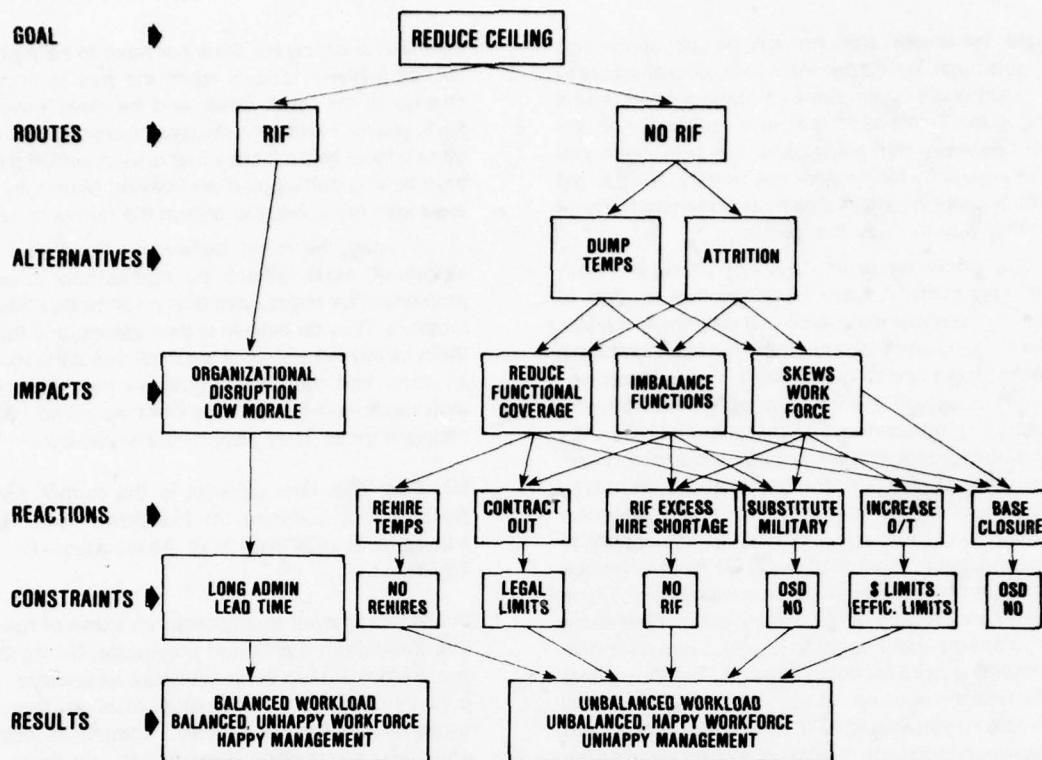 GOAL
REDUCE CEILING
ROUTES
RIF
NO RIF
ALTERNATIVES
DUMP
TEMPS
ATTRITION
IMPACTS
ORGANIZATIONAL
DISRUPTION
LOW MORALE
REDUCE
FUNCTIONAL
COVERAGE
IMBALANCE
FUNCTIONS
SKEWS
WORK
FORCE
REACTIONS
REHIRE
TEMPS
CONTRACT
OUT
RIF EXCESS
HIRE SHORTAGE
SUBSTITUTE
MILITARY
INCREASE
O/T
BASE
CLOSURE
CONSTRAINTS
LONG ADMIN
LEAD TIME
NO
REHIRES
LEGAL
LIMITS
NO
RIF
OSD
NO
$ LIMITS
EFFIC. LIMITS
OSD
NO
RESULTS
BALANCED WORKLOAD
BALANCED, UNHAPPY WORKFORCE
HAPPY MANAGEMENT
UNBALANCED WORKLOAD
UNBALANCED, HAPPY WORKFORCE
UNHAPPY MANAGEMENT